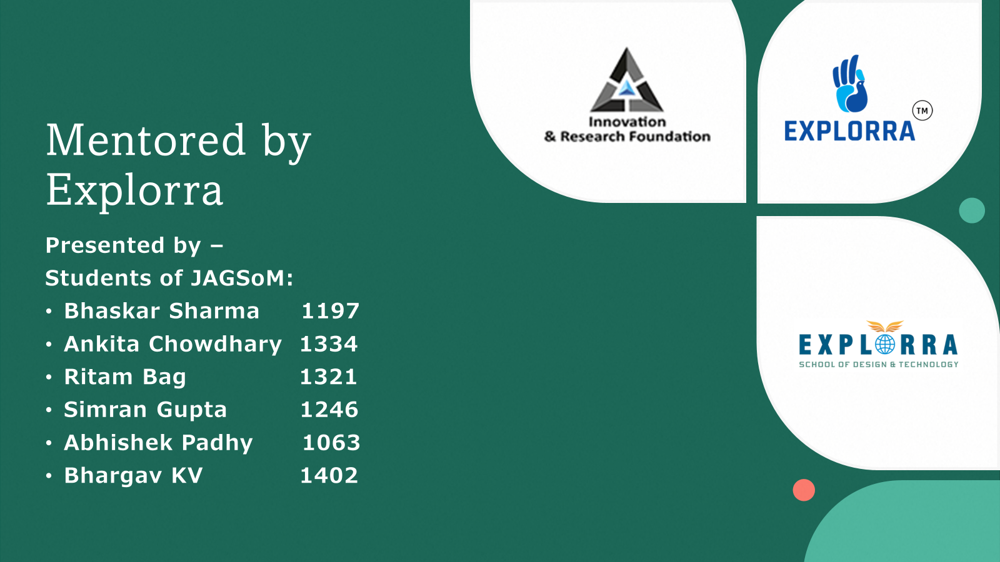 Mentored by
Explorra
Presented by –
Students of JAGSoM:
• Bhaskar Sharma 1197
• Ankita Chowdhary 1334
• Ritam Bag 1321
• Simran Gupta 1246
• Abhishek Padhy 1063
• Bhargav KV 1402
Innovation
& Research Foundation
EXPLORRA TM
EXPLORRA
SCHOOL OF DESIGN & TECHNOLOGY